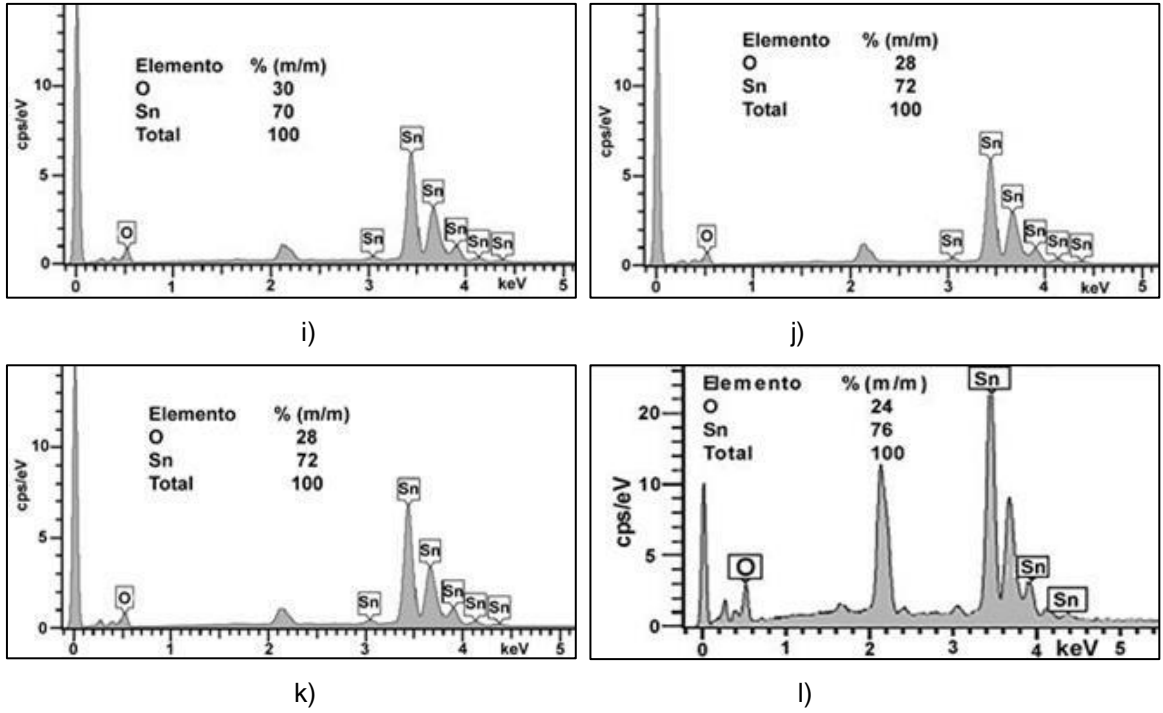 Elemento % (m/m)
O 30
Sn 70
Total 100
cps/eV
10
5
0
O
Sn
Sn
Sn
Sn
Sn
Sn
0 1 2 3 4 keV 5
i)
Elemento % (m/m)
O 28
Sn 72
Total 100
cps/eV
10
5
0
O
Sn
Sn
Sn
Sn
Sn
Sn
0 1 2 3 4 keV 5
j)
Elemento % (m/m)
O 28
Sn 72
Total 100
cps/eV
10
5
0
O
Sn
Sn
Sn
Sn
Sn
Sn
0 1 2 3 4 keV 5
k)
Elemento % (m/m)
O 24
Sn 76
Total 100
cps/eV
20
10
5
0
O
Sn
Sn
Sn
0 1 2 3 4 keV 5
l)